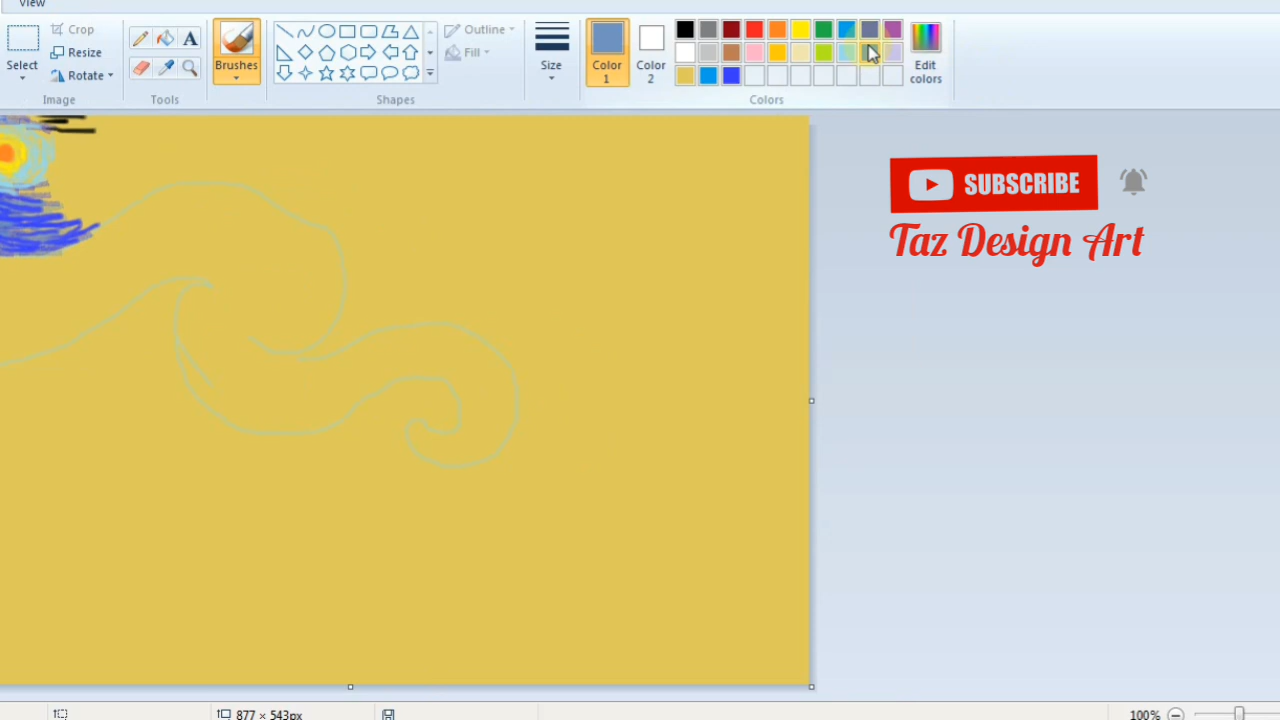 View
Crop
Resize
Rotate
Select
Image
A
Tools
Brushes
Shapes
Outline
Fill
Size
Color
1
Color
2
Edit
colors
Colors
SUBSCRIBE
Taz Design Art
877 × 543px
100%